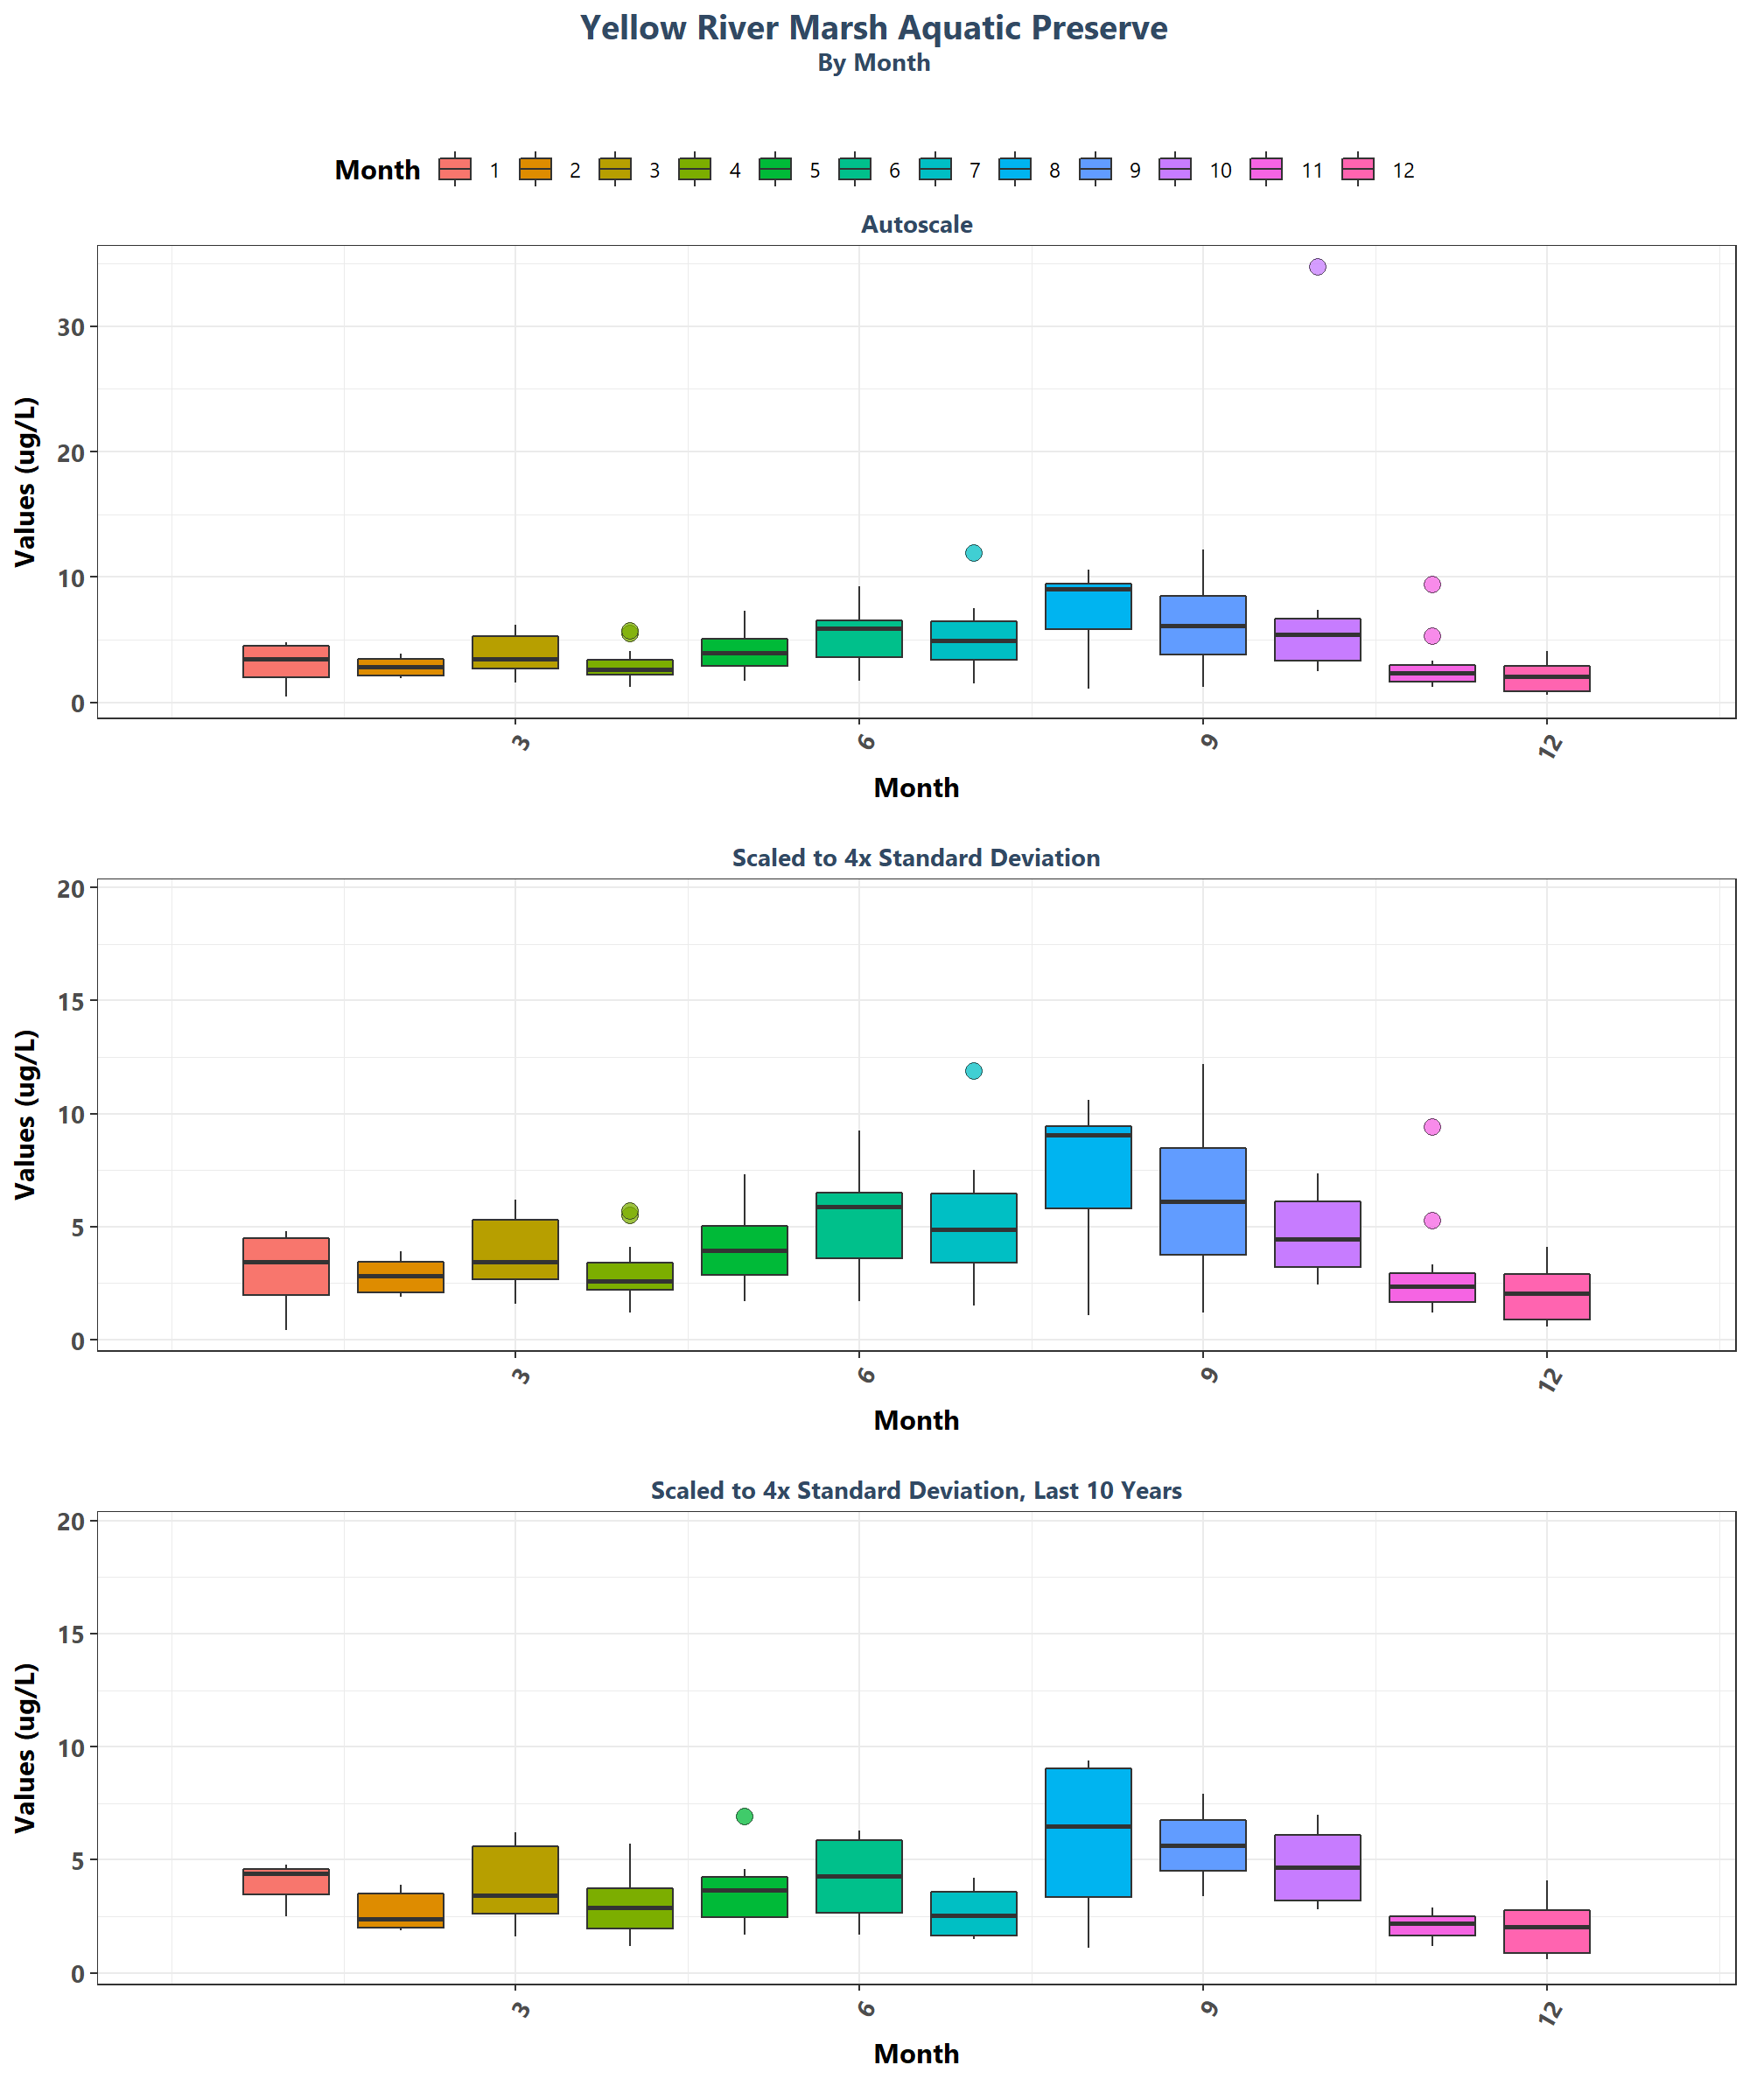 Yellow River Marsh Aquatic Preserve
By Month
Month 1 2 3 4 5 6 7 8 9 10 11 12
Autoscale
Values (ug/L)
30
20
10
0
3 6 9 12
Month
Scaled to 4x Standard Deviation
Values (ug/L)
20
15
10
5
0
3 6 9 12
Month
Scaled to 4x Standard Deviation, Last 10 Years
Values (ug/L)
20
15
10
5
0
3 6 9 12
Month